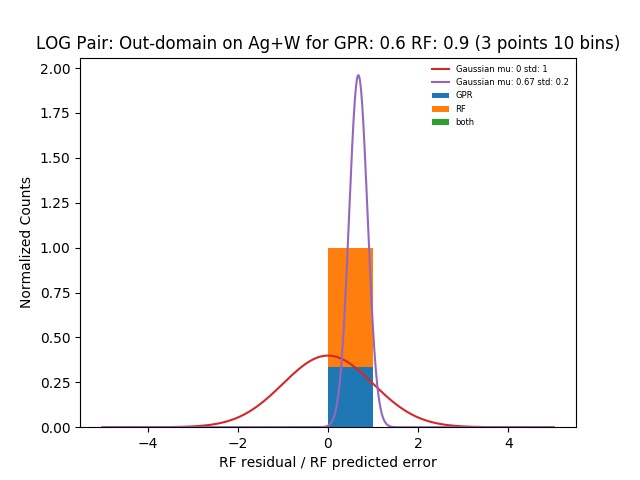 LOG Pair: Out-domain on Ag+W for GPR: 0.6 RF: 0.9 (3 points 10 bins)
Gaussian mu: 0 std: 1
Gaussian mu: 0.67 std: 0.2
GPR
RF
both
Normalized Counts
2.00
1.75
1.50
1.25
1.00
0.75
0.50
0.25
0.00
−4
−2
0
2
4
RF residual / RF predicted error